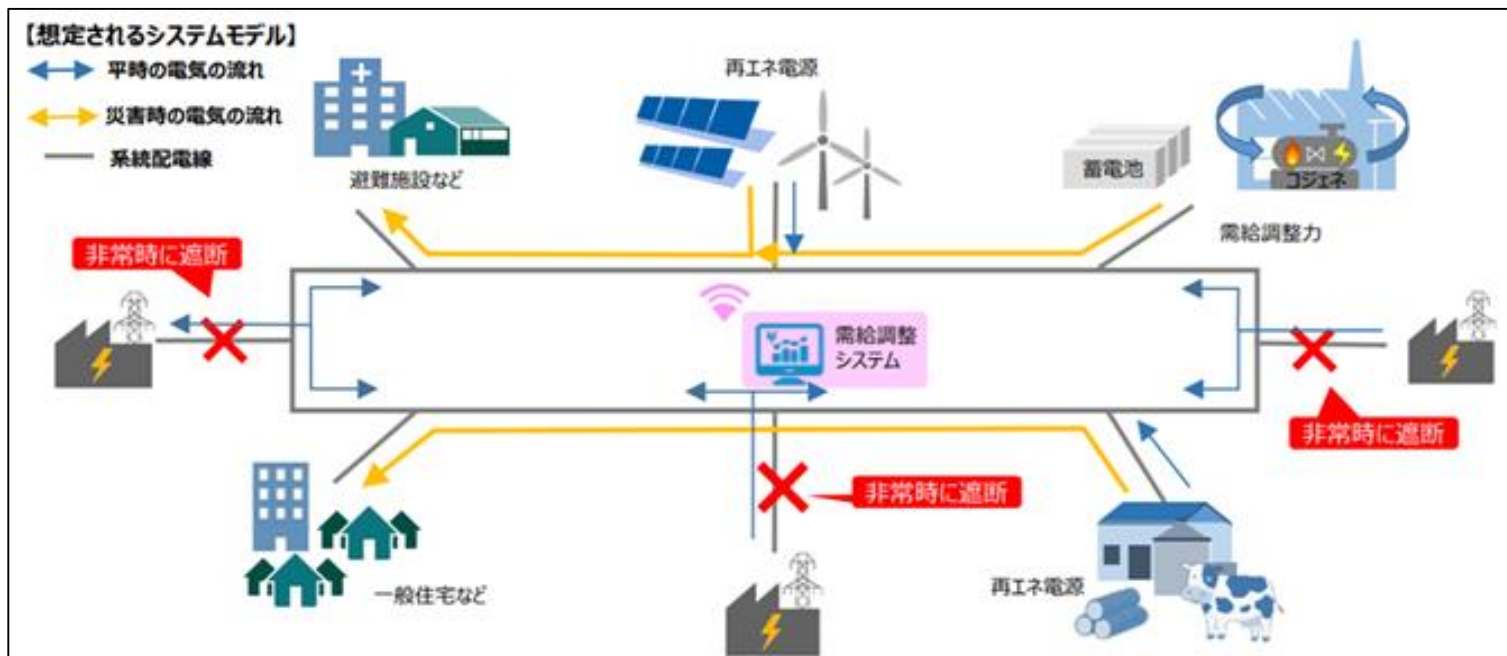 【想定されるシステムモデル】
平時の電気の流れ
災害時の電気の流れ
系統配電線
避難施設など
再エネ電源
蓄電池
コジェネ
需給調整力
非常時に遮断
需給調整
システム
非常時に遮断
非常時に遮断
一般住宅など
再エネ電源